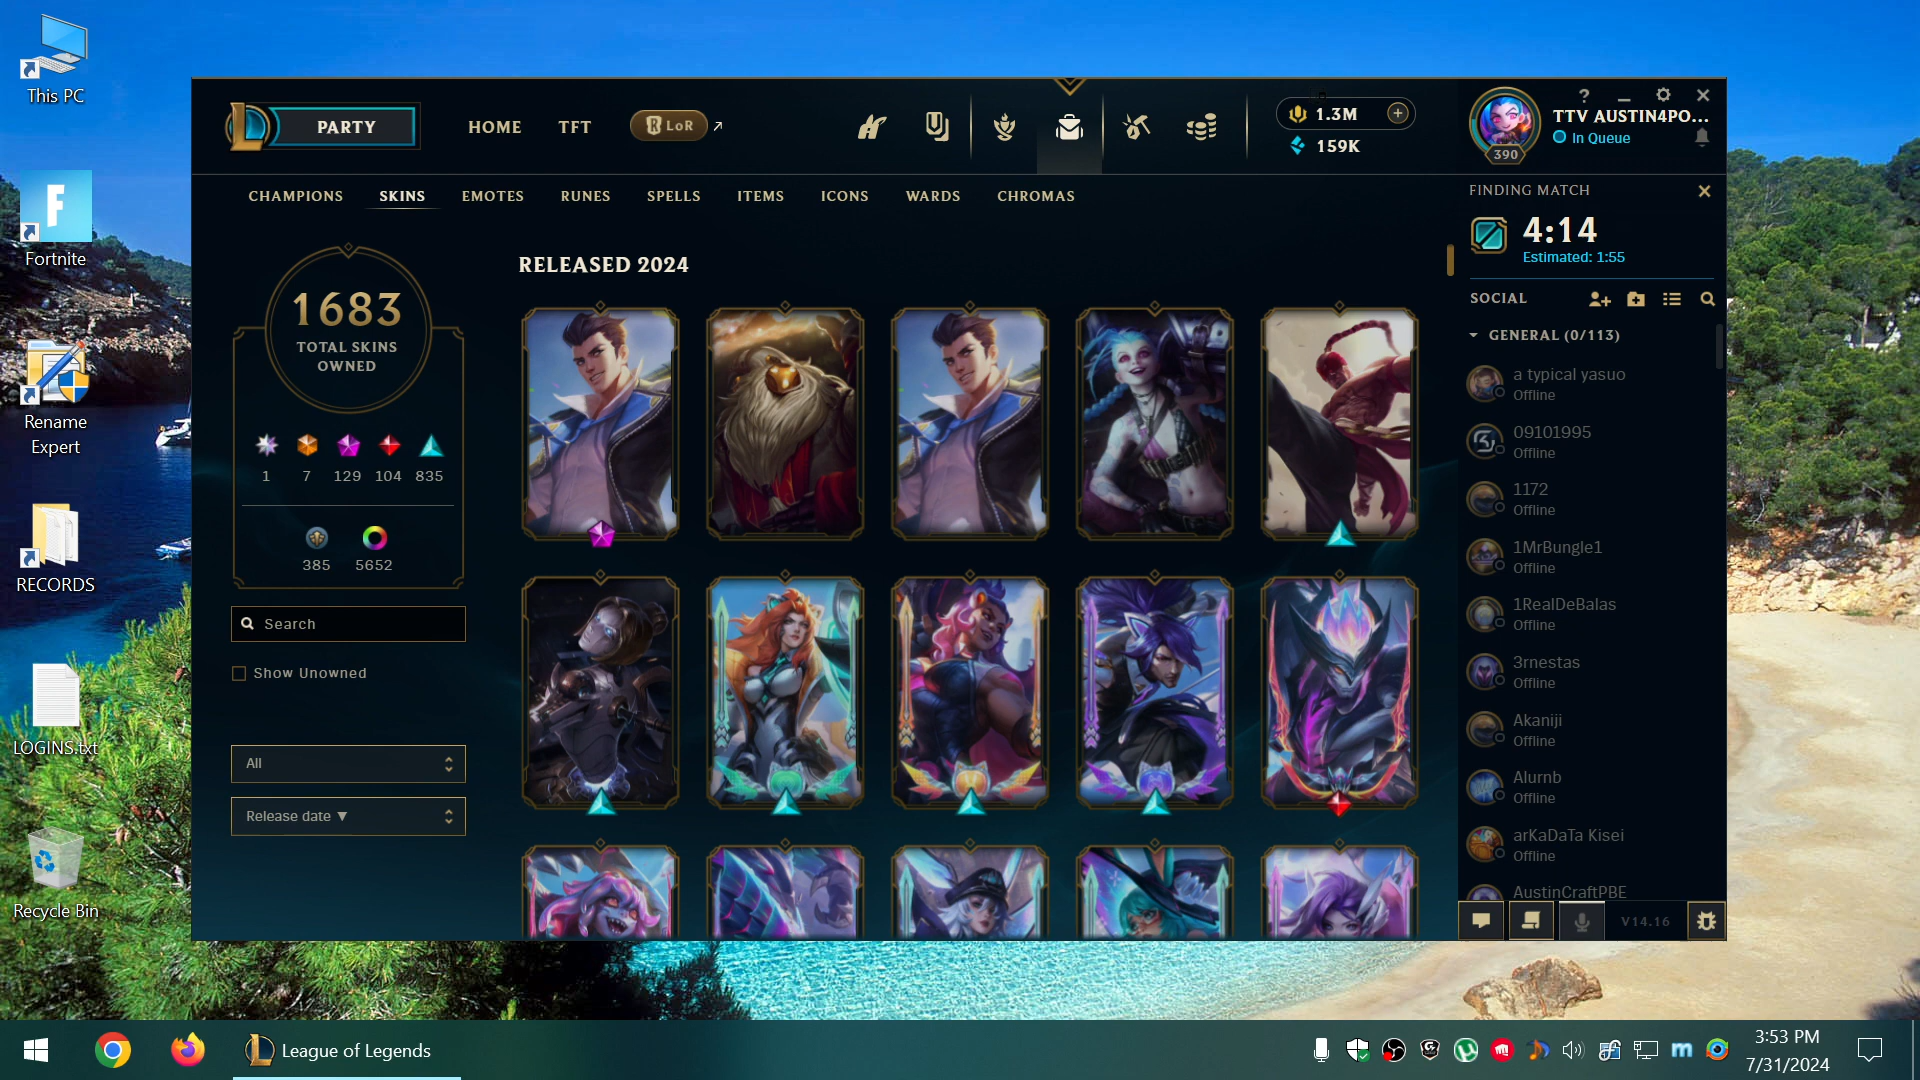 This PC
Fortnite
Rename
Expert
RECORDS
LOGINS.txt
Recycle Bin
PARTY
HOME
TFT
LoR
1.3M
159K
390
TTV AUSTIN4PO...
In Queue
CHAMPIONS
SKINS
EMOTES
RUNES
SPELLS
ITEMS
ICONS
WARDS
CHROMAS
1683
TOTAL SKINS
OWNED
1 7 129 104 835
385 5652
Search
Show Unowned
All
Release date ▼
RELEASED 2024
FINDING MATCH
4:14
Estimated: 1:55
SOCIAL
GENERAL (0/113)
a typical yasuo
Offline
09101995
Offline
1172
Offline
1MrBungle1
Offline
1RealDeBalas
Offline
3rnestas
Offline
Akaniji
Offline
Alurnb
Offline
arKaDaTa Kisei
Offline
AustinCraftPBE
V14.16
League of Legends
3:53 PM
7/31/2024